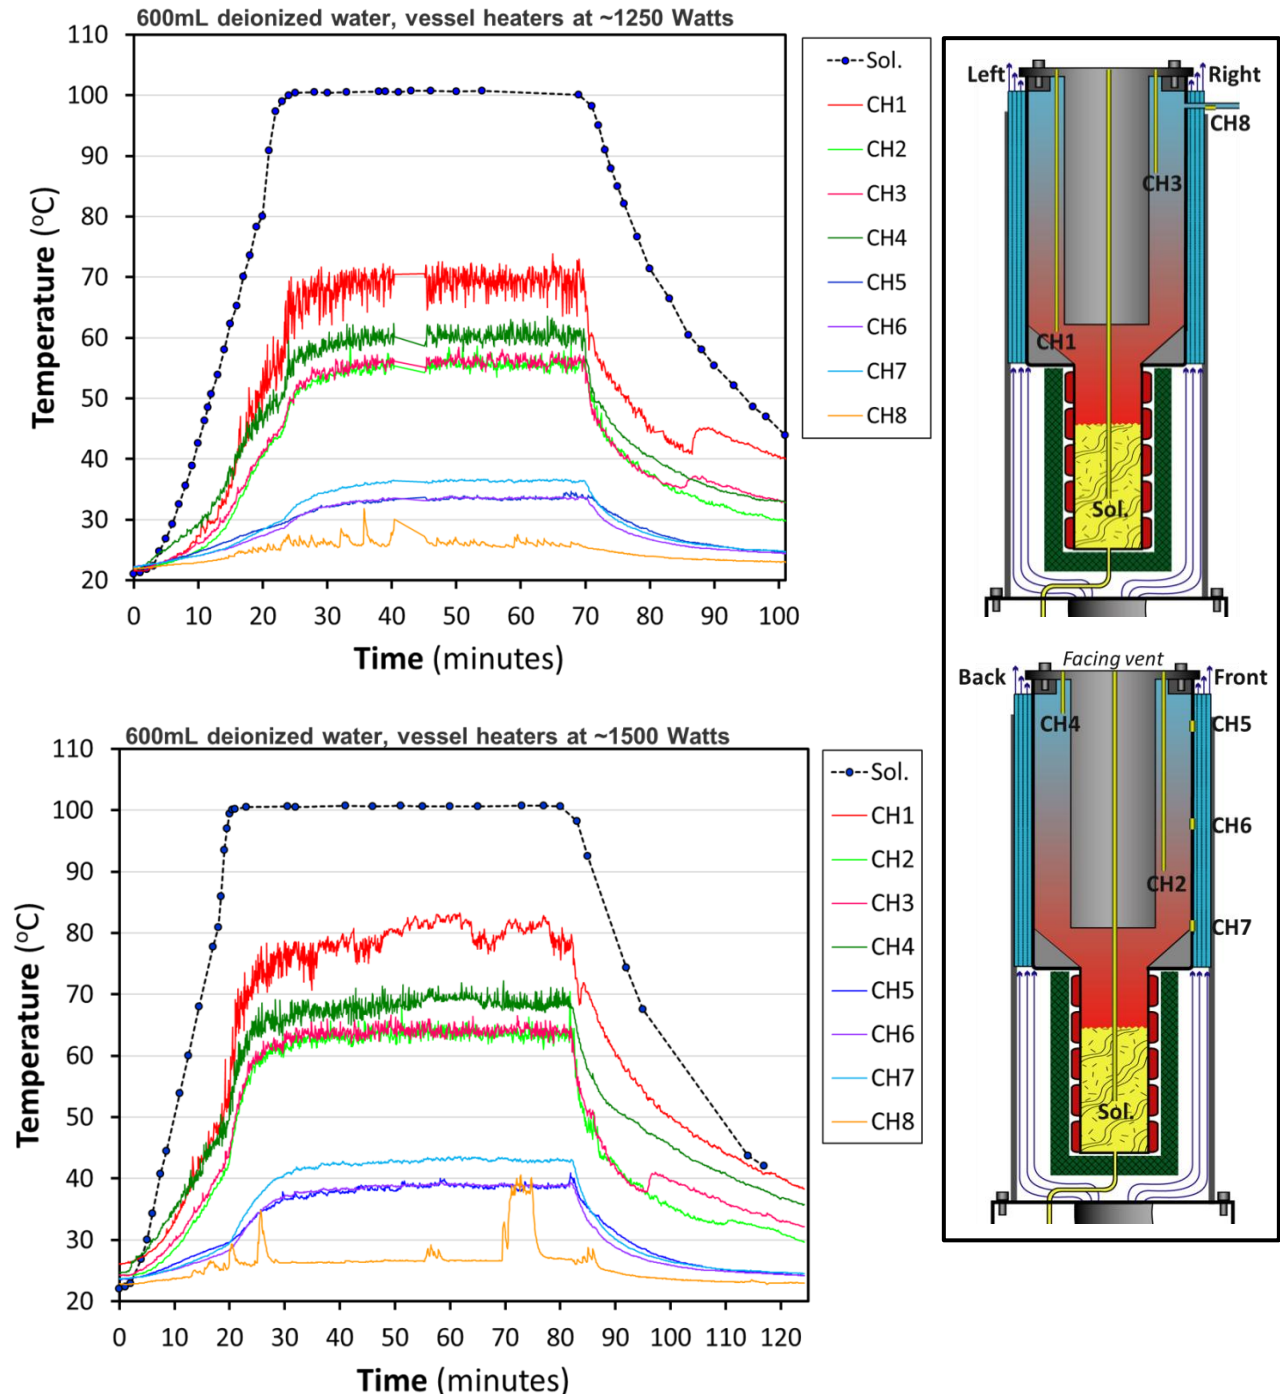 600mL deionized water, vessel heaters at ~1250 Watts
110
100
90
80
70
60
50
40
30
20
Temperature (°C)
0 10 20 30 40 50 60 70 80 90 100
Time (minutes)
Sol.
CH1
CH2
CH3
CH4
CH5
CH6
CH7
CH8
Left
Right
CH8
CH3
CH1
Sol.
600mL deionized water, vessel heaters at ~1500 Watts
110
100
90
80
70
60
50
40
30
20
Temperature (°C)
0 10 20 30 40 50 60 70 80 90 100 110 120
Time (minutes)
Sol.
CH1
CH2
CH3
CH4
CH5
CH6
CH7
CH8
Facing vent
Back
Front
CH4
CH5
CH6
CH2
CH7
Sol.